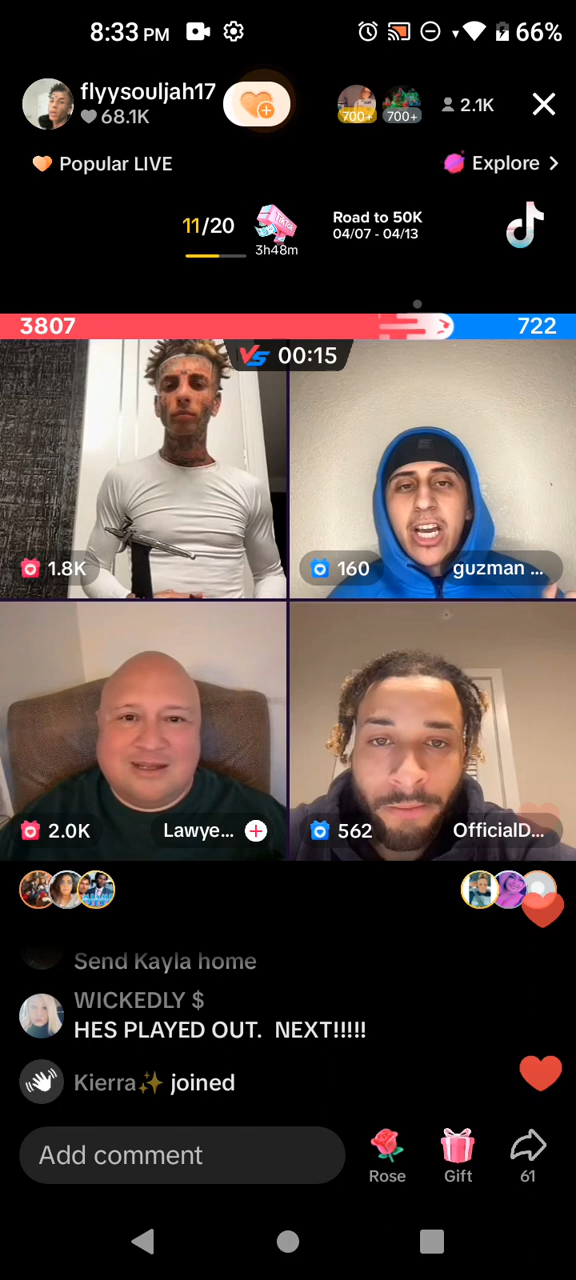 8:33 PM
66%
flyysouljah17
68.1K
700+
700+
2.1K
Popular LIVE
Explore >
11/20
TikTok
3h48m
Road to 50K
04/07 - 04/13
3807
722
VS 00:15
1.8K
160
guzman ...
2.0K
Lawye...
562
OfficialD...
Send Kayla home
WICKEDLY $
HES PLAYED OUT. NEXT!!!!!
Kierra✨ joined
Add comment
Rose
Gift
61